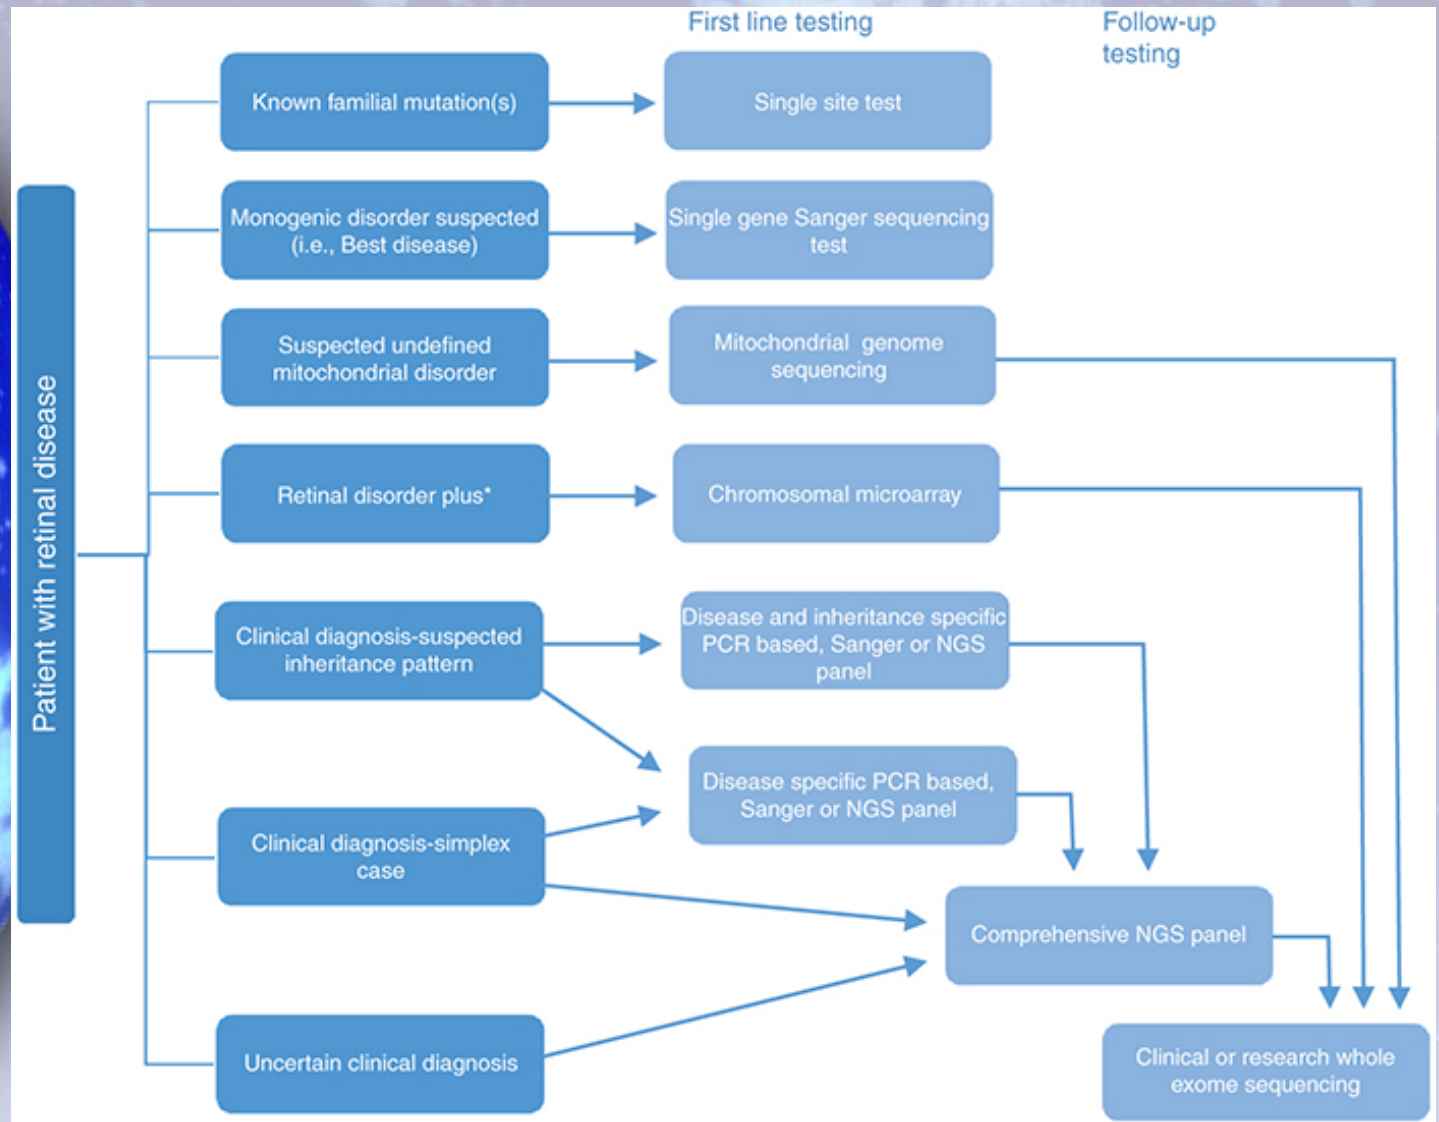 First line testing
Follow-up
testing
Patient with retinal disease
Known familial mutation(s)
Single site test
Monogenic disorder suspected
(i.e., Best disease)
Single gene Sanger sequencing
test
Suspected undefined
mitochondrial disorder
Mitochondrial genome
sequencing
Retinal disorder plus*
Chromosomal microarray
Clinical diagnosis-suspected
inheritance pattern
Disease and inheritance specific
PCR based, Sanger or NGS
panel
Disease specific PCR based,
Sanger or NGS panel
Clinical diagnosis-simplex
case
Comprehensive NGS panel
Uncertain clinical diagnosis
Clinical or research whole
exome sequencing